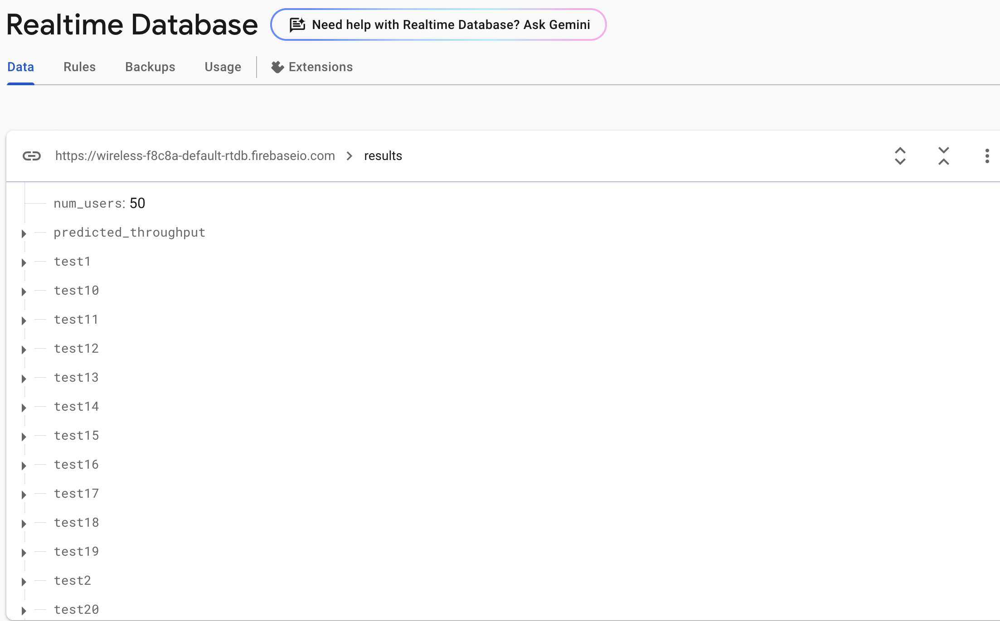 Realtime Database
Need help with Realtime Database? Ask Gemini
Data Rules Backups Usage Extensions
https://wireless-f8c8a-default-rtdb.firebaseio.com > results
num_users: 50
predicted_throughput
test1
test10
test11
test12
test13
test14
test15
test16
test17
test18
test19
test2
test20